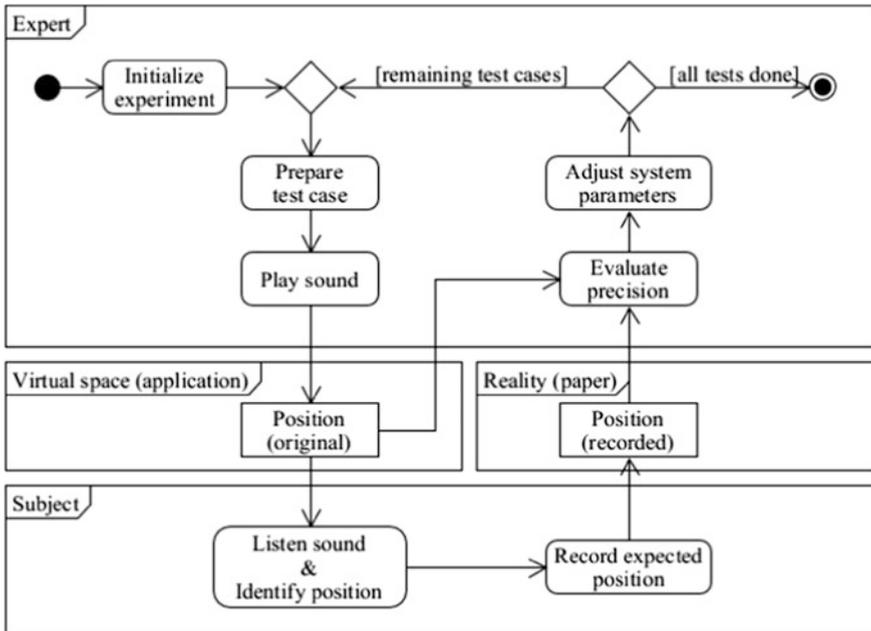 Expert
Initialize
experiment
[remaining test cases]
[all tests done]
Prepare
test case
Adjust system
parameters
Play sound
Evaluate
precision
Virtual space (application)
Reality (paper)
Position
(original)
Position
(recorded)
Subject
Listen sound
&
Identify position
Record expected
position